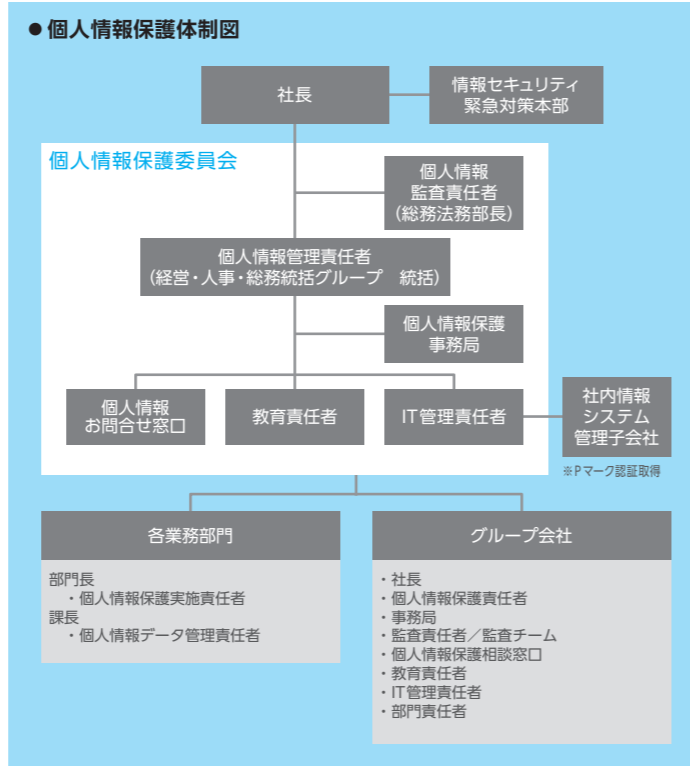 ●個人情報保護体制図
社長
情報セキュリティ
緊急対策本部
個人情報保護委員会
個人情報
監査責任者
(総務法務部長)
個人情報管理責任者
(経営・人事・総務統括グループ　統括)
個人情報保護
事務局
個人情報
お問合せ窓口
教育責任者
IT管理責任者
社内情報
システム
管理子会社
※Pマーク認証取得
各業務部門
部門長
・個人情報保護実施責任者
課長
・個人情報データ管理責任者
グループ会社
・社長
・個人情報保護責任者
・事務局
・監査責任者／監査チーム
・個人情報保護相談窓口
・教育責任者
・IT管理責任者
・部門責任者